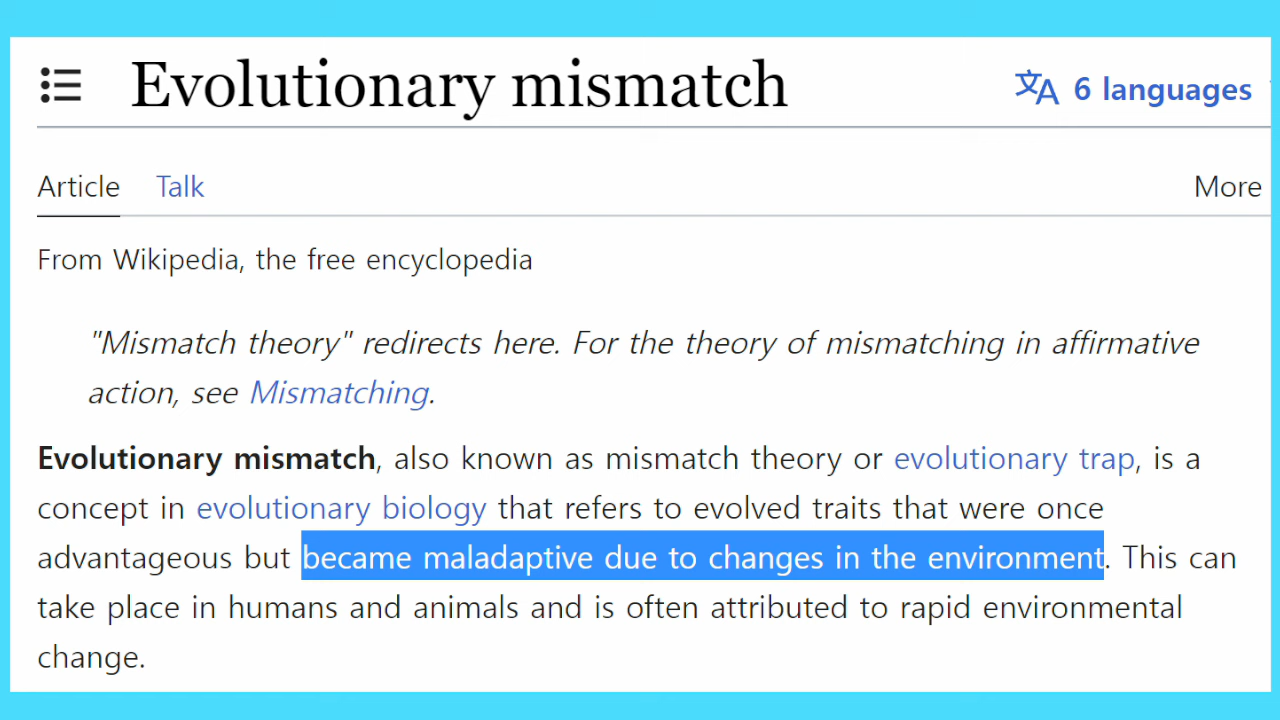 Evolutionary mismatch
6 languages
Article Talk More
From Wikipedia, the free encyclopedia
"Mismatch theory" redirects here. For the theory of mismatching in affirmative
action, see Mismatching.
Evolutionary mismatch, also known as mismatch theory or evolutionary trap, is a
concept in evolutionary biology that refers to evolved traits that were once
advantageous but became maladaptive due to changes in the environment. This can
take place in humans and animals and is often attributed to rapid environmental
change.